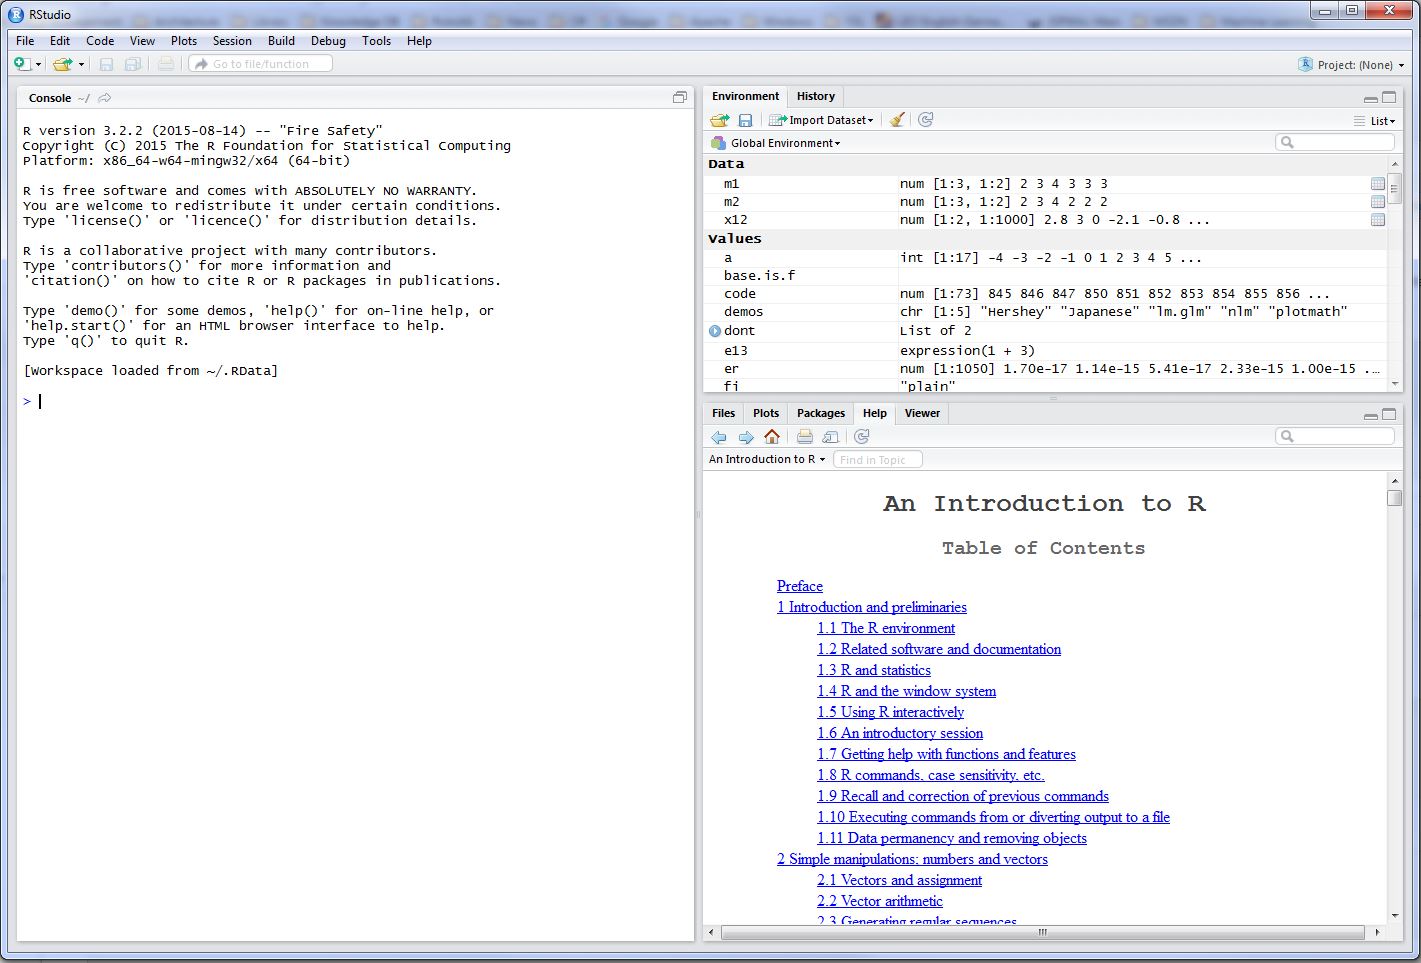 RStudio
File Edit Code View Plots Session Build Debug Tools Help
Go to file/function
Project: (None)
Console ~/
R version 3.2.2 (2015-08-14) -- "Fire Safety"
Copyright (C) 2015 The R Foundation for Statistical Computing
Platform: x86_64-w64-mingw32/x64 (64-bit)
R is free software and comes with ABSOLUTELY NO WARRANTY.
You are welcome to redistribute it under certain conditions.
Type 'license()' or 'licence()' for distribution details.
R is a collaborative project with many contributors.
Type 'contributors()' for more information and
'citation()' on how to cite R or R packages in publications.
Type 'demo()' for some demos, 'help()' for on-line help, or
'help.start()' for an HTML browser interface to help.
Type 'q()' to quit R.
[Workspace loaded from ~/.RData]
>
Environment History
Import Dataset List
Global Environment
Data
m1 num [1:3, 1:2] 2 3 4 3 3 3
m2 num [1:3, 1:2] 2 3 4 2 2 2
x12 num [1:2, 1:1000] 2.8 3 0 -2.1 -0.8 ...
Values
a int [1:17] -4 -3 -2 -1 0 1 2 3 4 5 ...
base.is.f
code num [1:73] 845 846 847 850 851 852 853 854 855 856 ...
demos chr [1:5] "Hershey" "Japanese" "lm.glm" "nlm" "plotmath"
dont List of 2
e13 expression(1 + 3)
er num [1:1050] 1.70e-17 1.14e-15 5.41e-17 2.33e-15 1.00e-15 ...
fi "plain"
Files Plots Packages Help Viewer
An Introduction to R Find in Topic
An Introduction to R
Table of Contents
Preface
1 Introduction and preliminaries
1.1 The R environment
1.2 Related software and documentation
1.3 R and statistics
1.4 R and the window system
1.5 Using R interactively
1.6 An introductory session
1.7 Getting help with functions and features
1.8 R commands, case sensitivity, etc.
1.9 Recall and correction of previous commands
1.10 Executing commands from or diverting output to a file
1.11 Data permanency and removing objects
2 Simple manipulations; numbers and vectors
2.1 Vectors and assignment
2.2 Vector arithmetic
2.3 Generating regular sequences